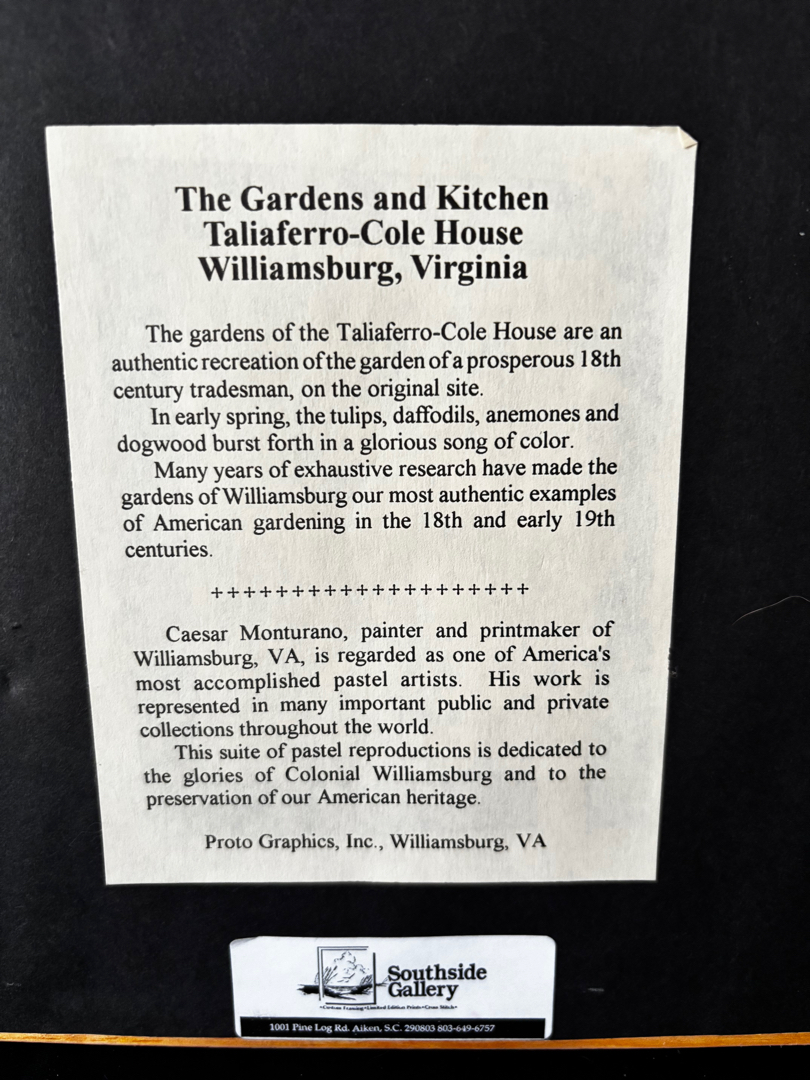 The Gardens and Kitchen
Taliaferro-Cole House
Williamsburg, Virginia
The gardens of the Taliaferro-Cole House are an
authentic recreation of the garden of a prosperous 18th
century tradesman, on the original site.
In early spring, the tulips, daffodils, anemones and
dogwood burst forth in a glorious song of color.
Many years of exhaustive research have made the
gardens of Williamsburg our most authentic examples
of American gardening in the 18th and early 19th
centuries.
++++++++++++++++++++
Caesar Monturano, painter and printmaker of
Williamsburg, VA, is regarded as one of America's
most accomplished pastel artists. His work is
represented in many important public and private
collections throughout the world.
This suite of pastel reproductions is dedicated to
the glories of Colonial Williamsburg and to the
preservation of our American heritage.
Proto Graphics, Inc., Williamsburg, VA
Southside
Gallery
•Custom Framing•Limited Edition Prints•Cross Stitch•
1001 Pine Log Rd. Aiken, S.C. 290803 803-649-6757